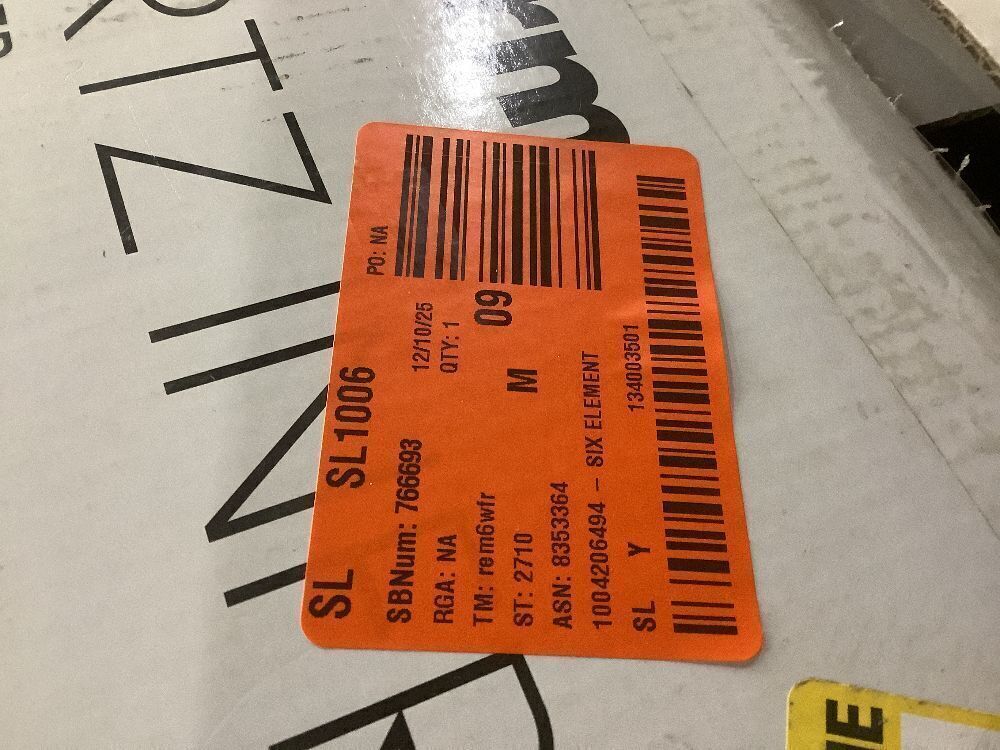 SL SL1006 PO: NA
SBNum: 766693 12/10/25
RGA: NA QTY: 1
TM: rem6wfr M 09
ST: 2710
ASN: 8353364
1004206494 - SIX ELEMENT
SL Y 134003501